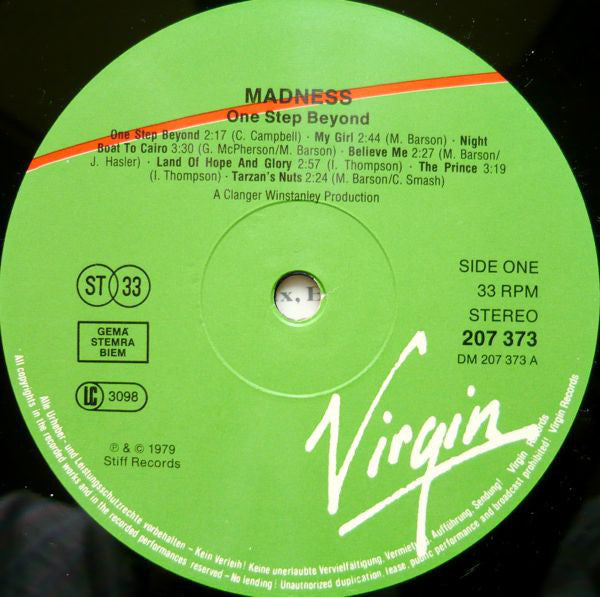 MADNESS
One Step Beyond
One Step Beyond 2:17 (C. Campbell) · My Girl 2:44 (M. Barson) · Night
Boat To Cairo 3:30 (G. McPherson/M. Barson) · Believe Me 2:27 (M. Barson/
J. Hasler) · Land Of Hope And Glory 2:57 (I. Thompson) · The Prince 3:19
(I. Thompson) · Tarzan's Nuts 2:24 (M. Barson/C. Smash)
A Clanger Winstanley Production
ST 33
GEMA
STEMRA
BIEM
LC 3098
℗ & © 1979
Stiff Records
x, B
SIDE ONE
33 RPM
STEREO
207 373
DM 207 373 A
Virgin
Alle Urheber- und Leistungsschutzrechte vorbehalten – Kein Verleih! Keine unerlaubte Vervielfältigung, Vermietung, Aufführung, Sendung! Virgin Records
All copyrights in the recorded works and in the recorded performances reserved – No lending! Unauthorized duplication, lease, public performance and broadcast prohibited! Virgin Records